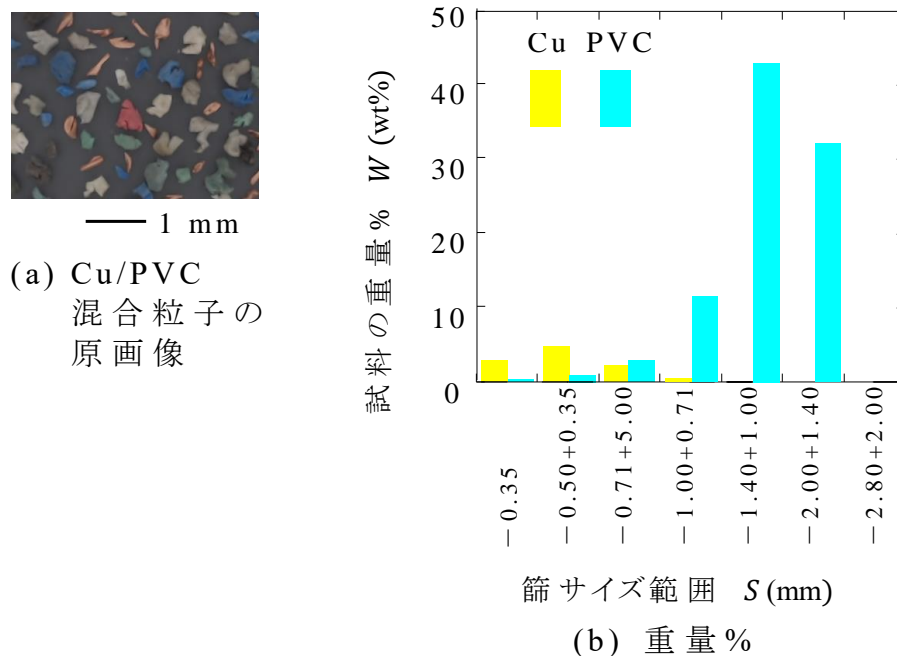 1 mm
(a) Cu/PVC
混合粒子の
原画像
Cu PVC
試料の重量% W (wt%)
50
40
30
20
10
0
−0.35
−0.50+0.35
−0.71+5.00
−1.00+0.71
−1.40+1.00
−2.00+1.40
−2.80+2.00
篩サイズ範囲 S (mm)
(b) 重量%